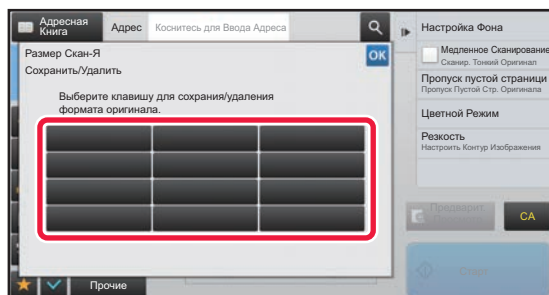 Адресная
Книга
Адрес
Коснитесь для Ввода Адреса
Настройка Фона
Размер Скан-Я
OK
Сохранить/Удалить
Медленное Сканирование
Сканир. Тонкий Оригинал
Выберите клавишу для сохрания/удаления
формата оригинала.
Пропуск пустой страници
Пропуск Пустой Стр. Оригинала
Цветной Режим
Резкость
Настроить Контур Изображения
CA
Прочие